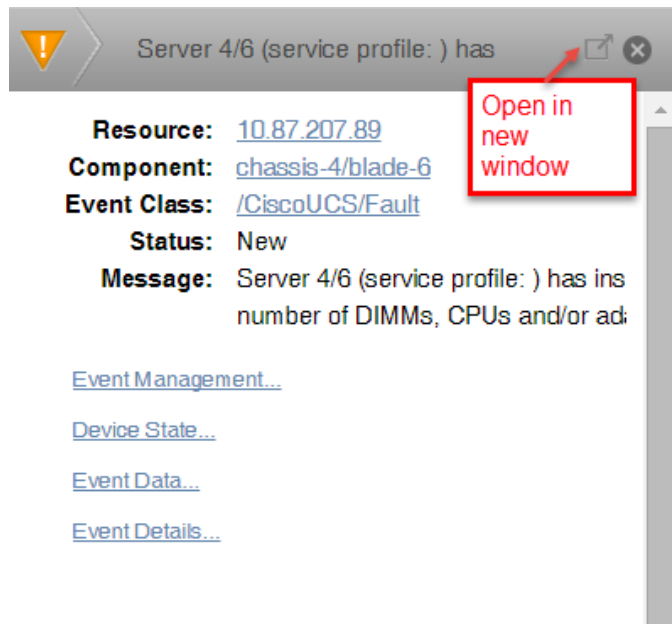 Server 4/6 (service profile: ) has
Open in
new
window
Resource: 10.87.207.89
Component: chassis-4/blade-6
Event Class: /CiscoUCS/Fault
Status: New
Message: Server 4/6 (service profile: ) has ins
number of DIMMs, CPUs and/or ada
Event Management...
Device State...
Event Data...
Event Details...